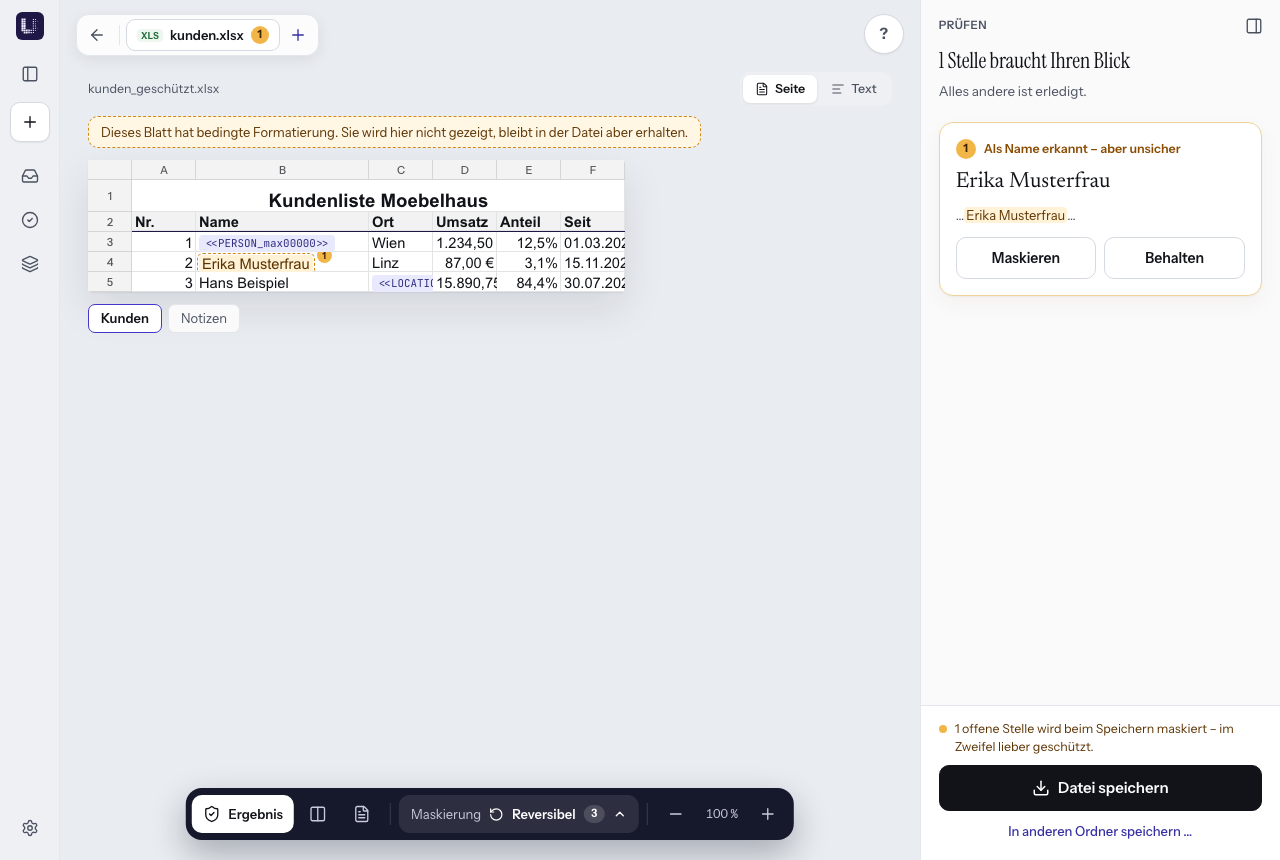 XLS kunden.xlsx 1
?
kunden_geschützt.xlsx
Seite Text
Dieses Blatt hat bedingte Formatierung. Sie wird hier nicht gezeigt, bleibt in der Datei aber erhalten.
A B C D E F
1 Kundenliste Moebelhaus
2 Nr. Name Ort Umsatz Anteil Seit
3 1 <<PERSON_max00000>> Wien 1.234,50 12,5% 01.03.202
4 2 Erika Musterfrau 1 Linz 87,00 € 3,1% 15.11.202
5 3 Hans Beispiel <<LOCATIO 15.890,75 84,4% 30.07.202
Kunden Notizen
Ergebnis Maskierung Reversibel 3 100 %
PRÜFEN
1 Stelle braucht Ihren Blick
Alles andere ist erledigt.
1 Als Name erkannt – aber unsicher
Erika Musterfrau
… Erika Musterfrau …
Maskieren Behalten
1 offene Stelle wird beim Speichern maskiert – im
Zweifel lieber geschützt.
Datei speichern
In anderen Ordner speichern …